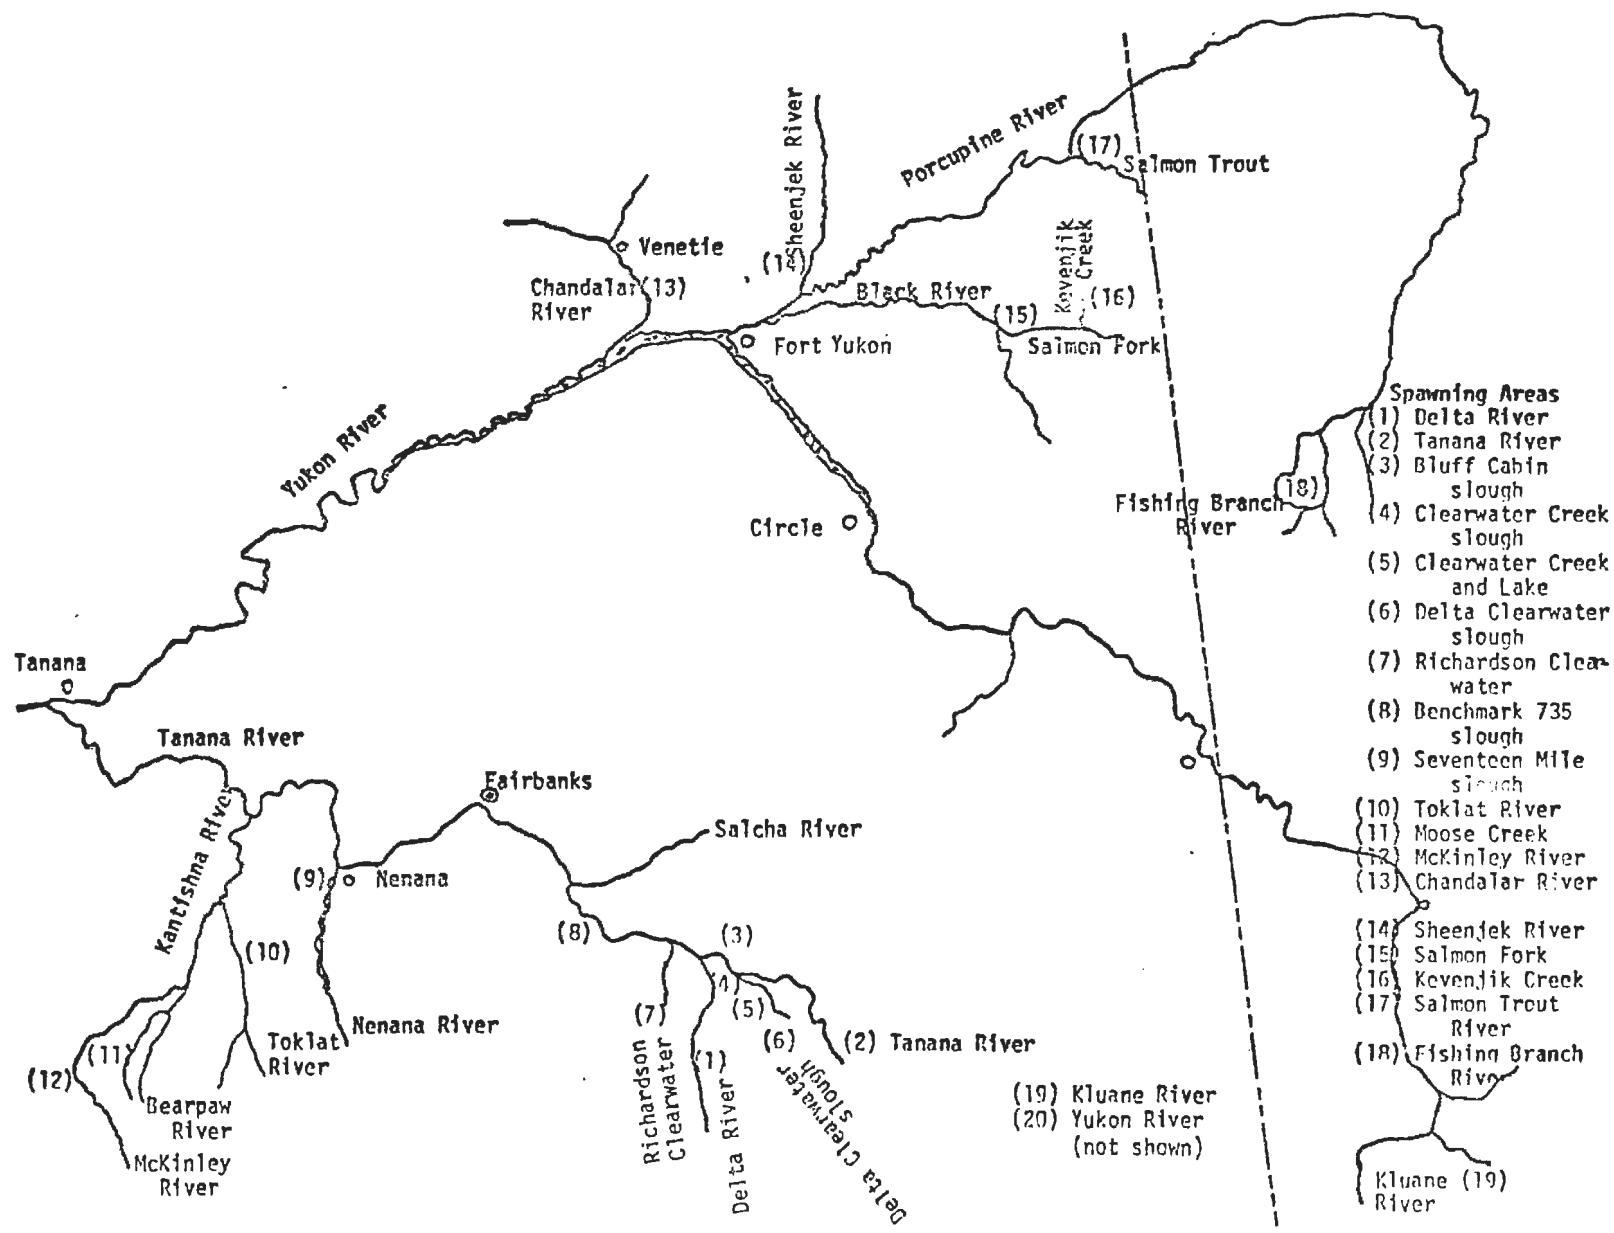 Porcupine River
(17)
Salmon Trout
Sheenjek River
(14)
Venetie
Chandalar
River
(13)
Kevenjik
Creek
(16)
Black River
(15)
Salmon Fork
Fort Yukon
Yukon River
Circle
Fishing Branch
River
(18)
Spawning Areas
(1) Delta River
(2) Tanana River
(3) Bluff Cabin
slough
(4) Clearwater Creek
slough
(5) Clearwater Creek
and Lake
(6) Delta Clearwater
slough
(7) Richardson Clear-
water
(8) Benchmark 735
slough
(9) Seventeen Mile
slough
(10) Toklat River
(11) Moose Creek
(12) McKinley River
(13) Chandalar River
(14) Sheenjek River
(15) Salmon Fork
(16) Kevenjik Creek
(17) Salmon Trout
River
(18) Fishing Branch
River
Tanana
Tanana River
Kantishna River
Fairbanks
Salcha River
(9)
Nenana
(8)
(3)
(10)
(4)
(5)
(7)
(6)
(2) Tanana River
Nenana River
Toklat
River
(11)
(12)
(1)
Bearpaw
River
McKinley
River
Richardson
Clearwater
Delta River
Delta Clearwater
slough
(19) Kluane River
(20) Yukon River
(not shown)
Kluane (19)
River